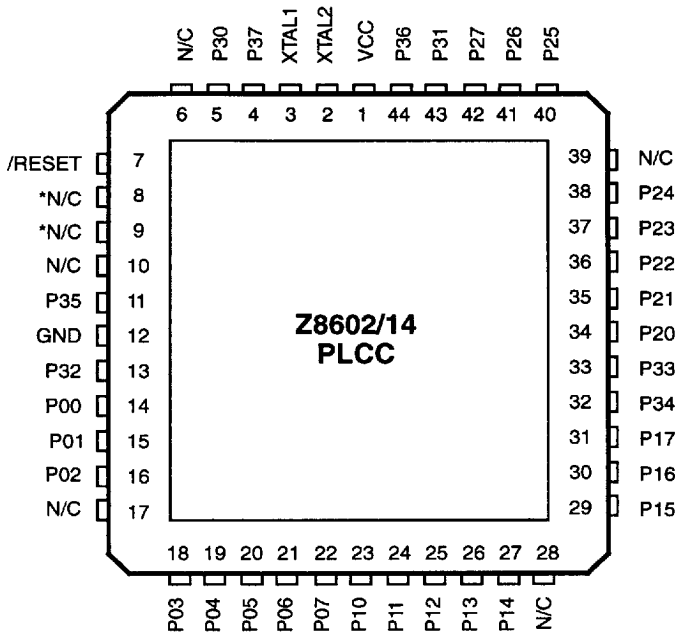 N/C P30 P37 XTAL1 XTAL2 VCC P36 P31 P27 P26 P25
6 5 4 3 2 1 44 43 42 41 40
/RESET 7 39 N/C
*N/C 8 38 P24
*N/C 9 37 P23
N/C 10 36 P22
P35 11 35 P21
GND 12 34 P20
P32 13 33 P33
P00 14 32 P34
P01 15 31 P17
P02 16 30 P16
N/C 17 29 P15
Z8602/14
PLCC
18 19 20 21 22 23 24 25 26 27 28
P03 P04 P05 P06 P07 P10 P11 P12 P13 P14 N/C